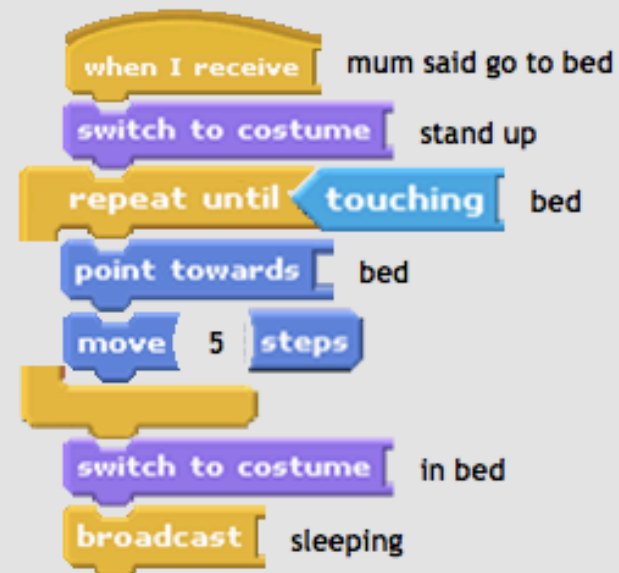 when I receive mum said go to bed
switch to costume stand up
repeat until touching bed
point towards bed
move 5 steps
switch to costume in bed
broadcast sleeping